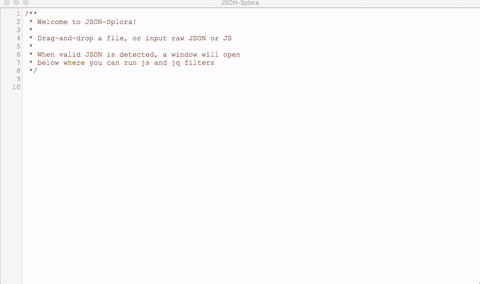 JSON-Splora
1 /**
2  * Welcome to JSON-Splora!
3  *
4  * Drag-and-drop a file, or input raw JSON or JS
5  *
6  * When valid JSON is detected, a window will open
7  * below where you can run js and jq filters
8  */
9
10